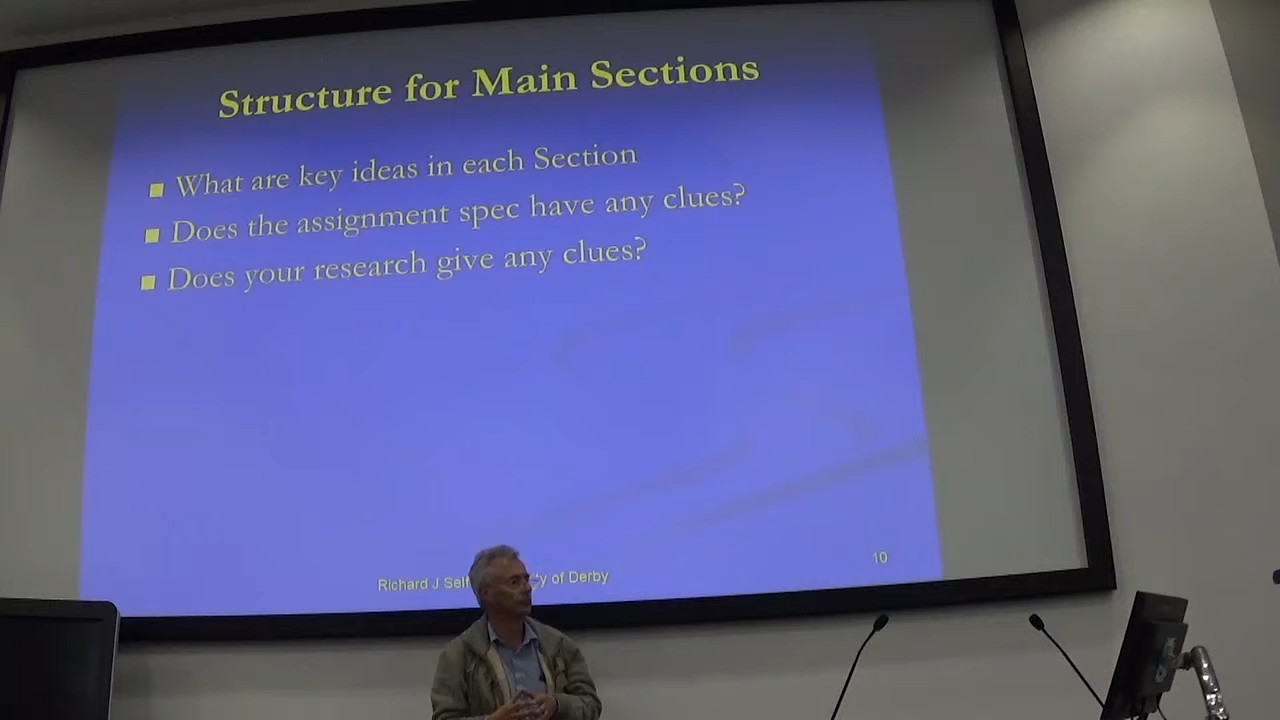 Structure for Main Sections
What are key ideas in each Section
Does the assignment spec have any clues?
Does your research give any clues?
Richard J Self y of Derby
10